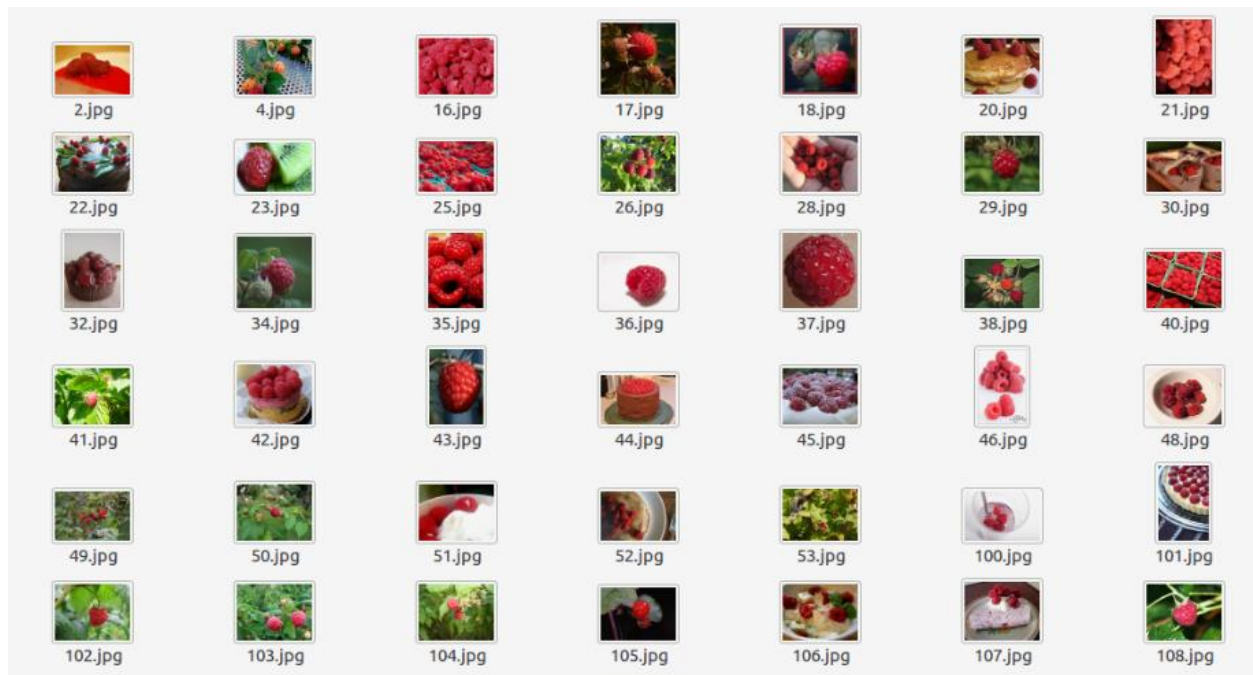 2.jpg 4.jpg 16.jpg 17.jpg 18.jpg 20.jpg 21.jpg
22.jpg 23.jpg 25.jpg 26.jpg 28.jpg 29.jpg 30.jpg
32.jpg 34.jpg 35.jpg 36.jpg 37.jpg 38.jpg 40.jpg
41.jpg 42.jpg 43.jpg 44.jpg 45.jpg 46.jpg 48.jpg
49.jpg 50.jpg 51.jpg 52.jpg 53.jpg 100.jpg 101.jpg
102.jpg 103.jpg 104.jpg 105.jpg 106.jpg 107.jpg 108.jpg